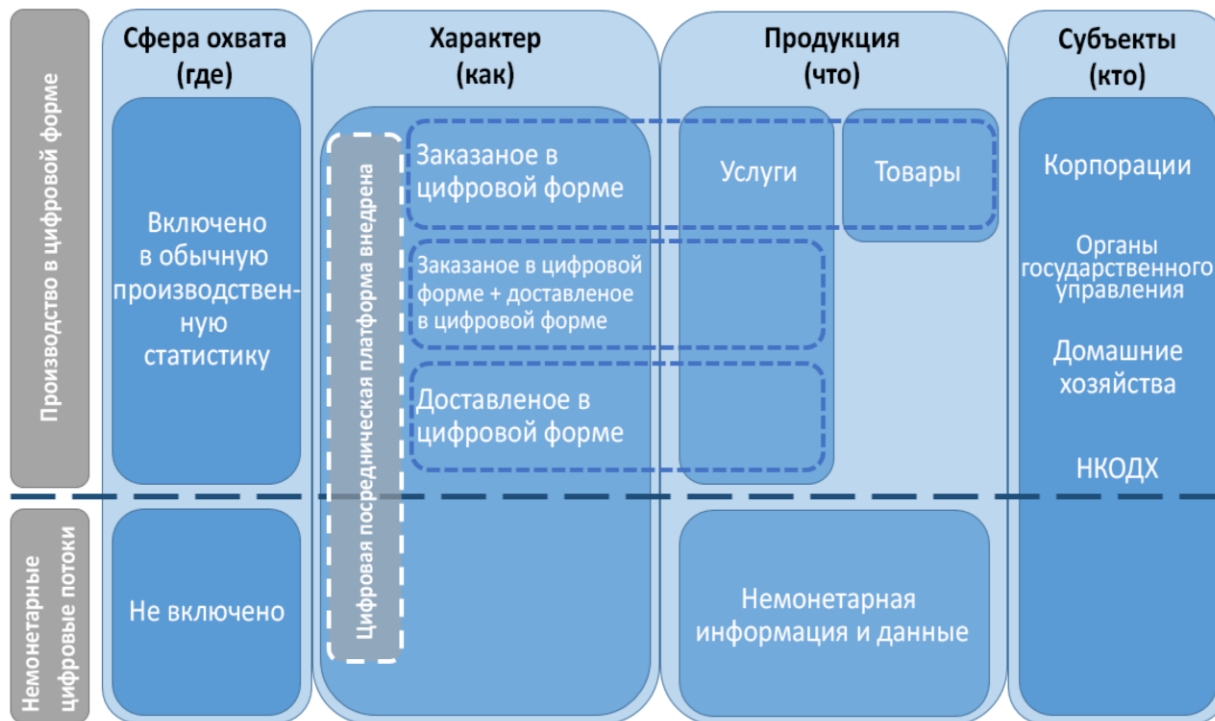 Производство в цифровой форме
Немонетарные
цифровые потоки
Сфера охвата
(где)
Включено
в обычную
производствен-
ную
статистику
Не включено
Характер
(как)
Цифровая посредническая платформа внедрена
Заказаное в
цифровой форме
Заказаное в цифровой
форме + доставленое
в цифровой форме
Доставленое в
цифровой форме
Продукция
(что)
Услуги
Товары
Немонетарная
информация и данные
Субъекты
(кто)
Корпорации
Органы
государственного
управления
Домашние
хозяйства
НКОДХ